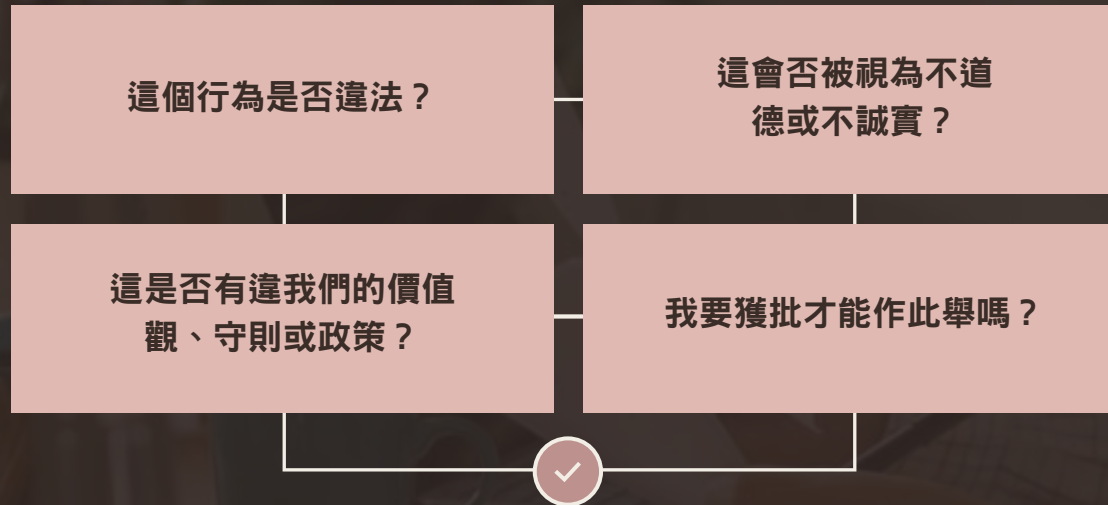 這個行為是否違法？
這會否被視為不道
德或不誠實？
這是否有違我們的價值
觀、守則或政策？
我要獲批才能作此舉嗎？